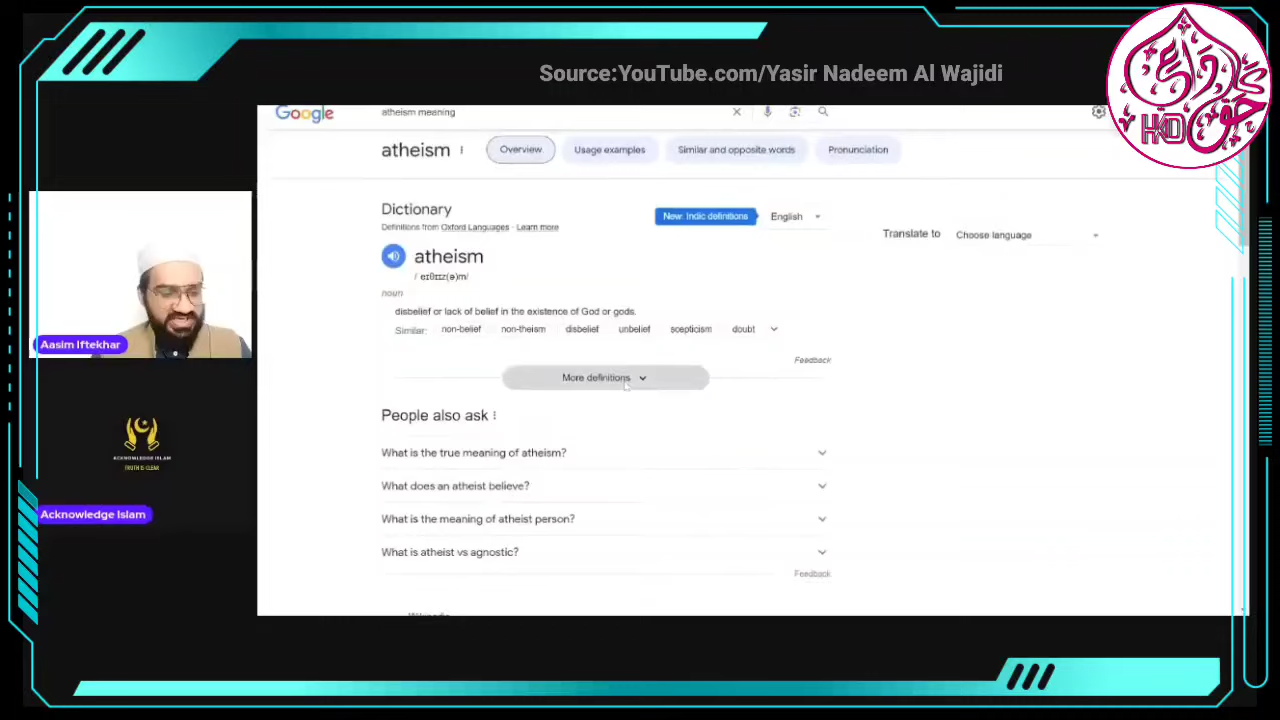 Source:YouTube.com/Yasir Nadeem Al Wajidi
HKD
Google
atheism meaning
atheism
Overview
Usage examples
Similar and opposite words
Pronunciation
Dictionary
Definitions from Oxford Languages · Learn more
New: Indic definitions
English
Translate to
Choose language
atheism
noun
disbelief or lack of belief in the existence of God or gods.
Similar:
non-belief
non-theism
disbelief
unbelief
scepticism
doubt
Feedback
More definitions
People also ask
What is the true meaning of atheism?
What does an atheist believe?
What is the meaning of atheist person?
What is atheist vs agnostic?
Feedback
Aasim Iftekhar
ACKNOWLEDGE ISLAM
TRUTH IS CLEAR
Acknowledge Islam